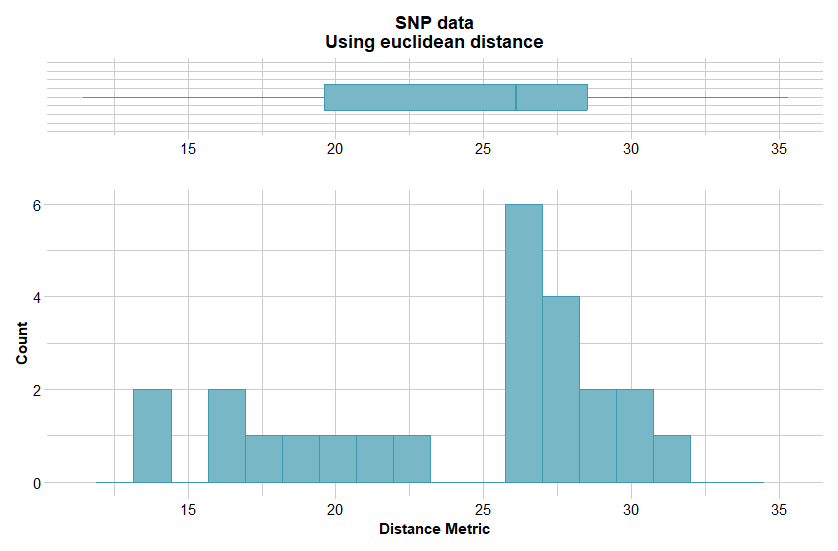 SNP data
Using euclidean distance
15 20 25 30 35
6
4
2
0
Count
15 20 25 30 35
Distance Metric